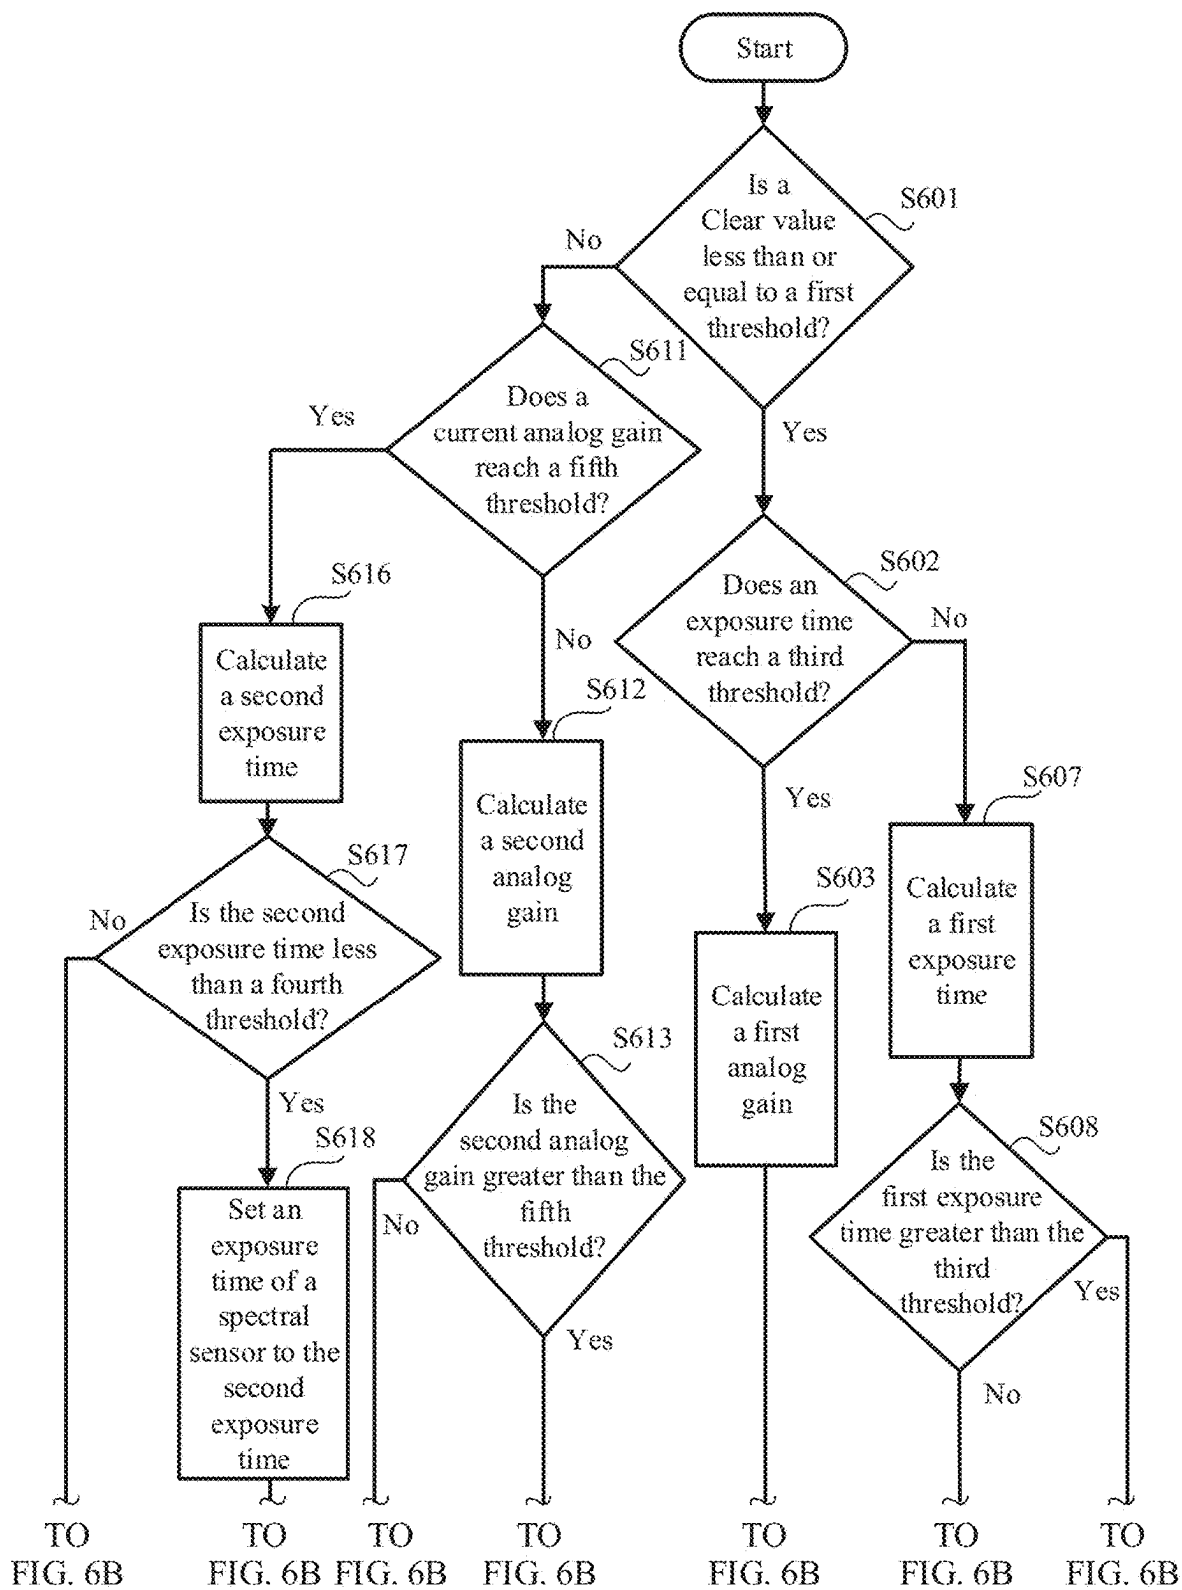 Start
S601
Is a
Clear value
less than or
equal to a first
threshold?
No
Yes
S611
Does a
current analog gain
reach a fifth
threshold?
Yes
No
S602
Does an
exposure time
reach a third
threshold?
No
Yes
S616
Calculate
a second
exposure
time
S612
Calculate
a second
analog
gain
S607
Calculate
a first
exposure
time
S603
Calculate
a first
analog
gain
S617
Is the second
exposure time less
than a fourth
threshold?
No
Yes
S613
Is the
second analog
gain greater than the
fifth
threshold?
No
Yes
S608
Is the
first exposure
time greater than the
third
threshold?
Yes
No
S618
Set an
exposure
time of a
spectral
sensor to the
second
exposure
time
TO
FIG. 6B
TO
FIG. 6B
TO
FIG. 6B
TO
FIG. 6B
TO
FIG. 6B
TO
FIG. 6B
TO
FIG. 6B